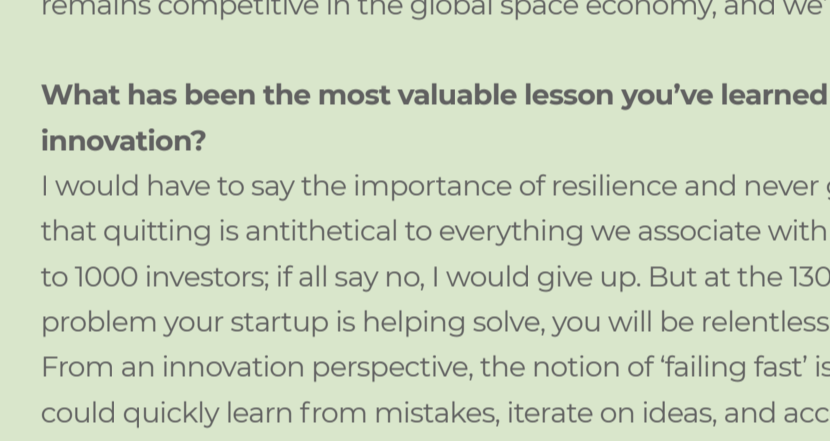 remains competitive in the global space economy, and we'
What has been the most valuable lesson you’ve learned
innovation?
I would have to say the importance of resilience and never
that quitting is antithetical to everything we associate with
to 1000 investors; if all say no, I would give up. But at the 130
problem your startup is helping solve, you will be relentless
From an innovation perspective, the notion of ‘failing fast’ is
could quickly learn from mistakes, iterate on ideas, and acc